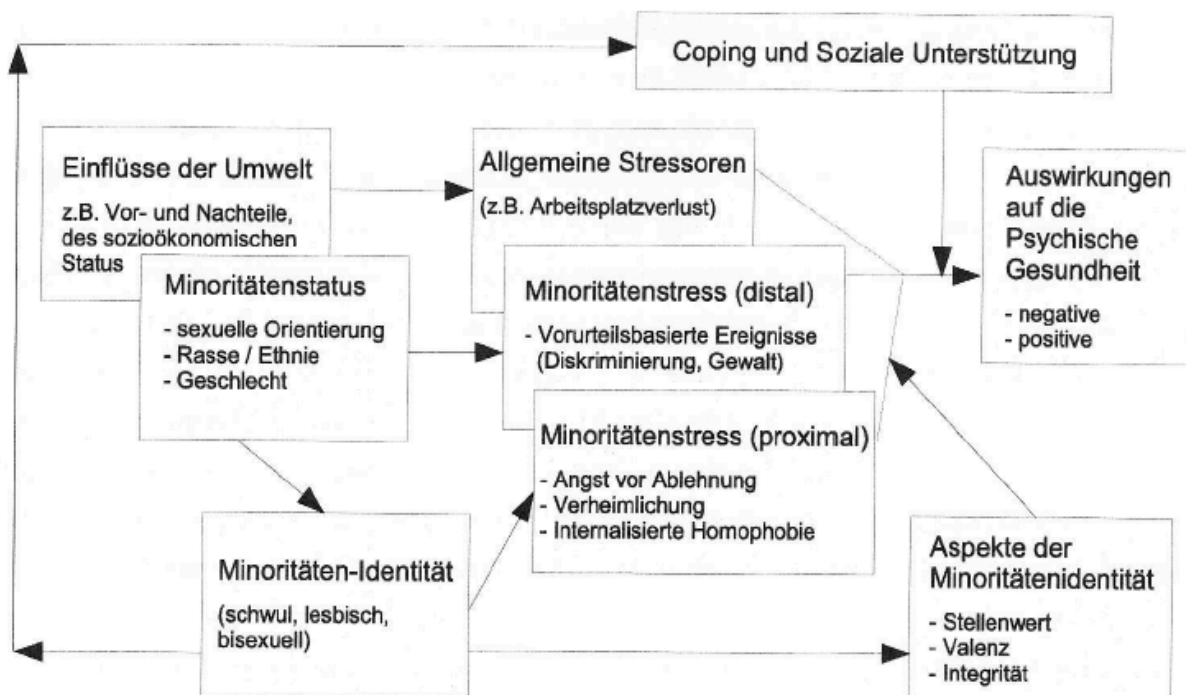 Coping und Soziale Unterstützung
Einflüsse der Umwelt
z.B. Vor- und Nachteile,
des sozioökonomischen
Status
Allgemeine Stressoren
(z.B. Arbeitsplatzverlust)
Auswirkungen
auf die
Psychische
Gesundheit
- negative
- positive
Minoritätenstatus
- sexuelle Orientierung
- Rasse / Ethnie
- Geschlecht
Minoritätenstress (distal)
- Vorurteilsbasierte Ereignisse
(Diskriminierung, Gewalt)
Minoritätenstress (proximal)
- Angst vor Ablehnung
- Verheimlichung
- Internalisierte Homophobie
Minoritäten-Identität
(schwul, lesbisch,
bisexuell)
Aspekte der
Minoritätenidentität
- Stellenwert
- Valenz
- Integrität